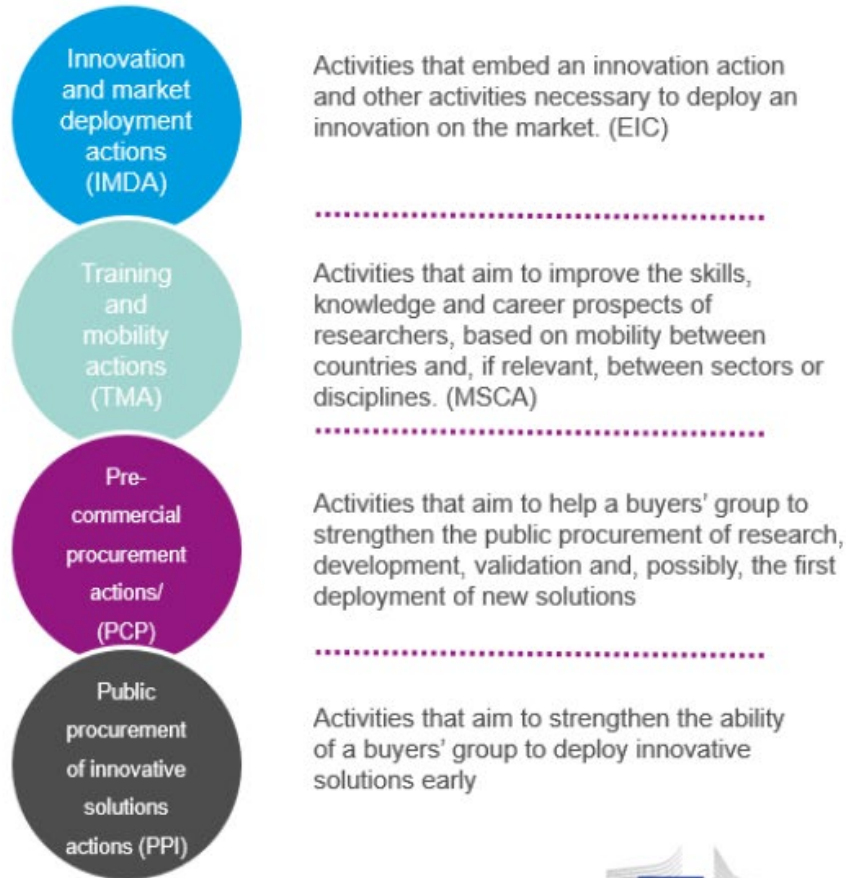 Innovation
and market
deployment
actions
(IMDA)
Activities that embed an innovation action
and other activities necessary to deploy an
innovation on the market. (EIC)
Training
and
mobility
actions
(TMA)
Activities that aim to improve the skills,
knowledge and career prospects of
researchers, based on mobility between
countries and, if relevant, between sectors or
disciplines. (MSCA)
Pre-
commercial
procurement
actions/
(PCP)
Activities that aim to help a buyers’ group to
strengthen the public procurement of research,
development, validation and, possibly, the first
deployment of new solutions
Public
procurement
of innovative
solutions
actions (PPI)
Activities that aim to strengthen the ability
of a buyers’ group to deploy innovative
solutions early